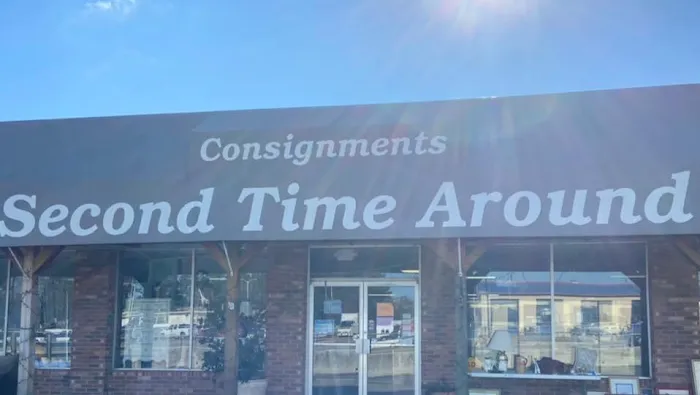 Consignments
Second Time Around